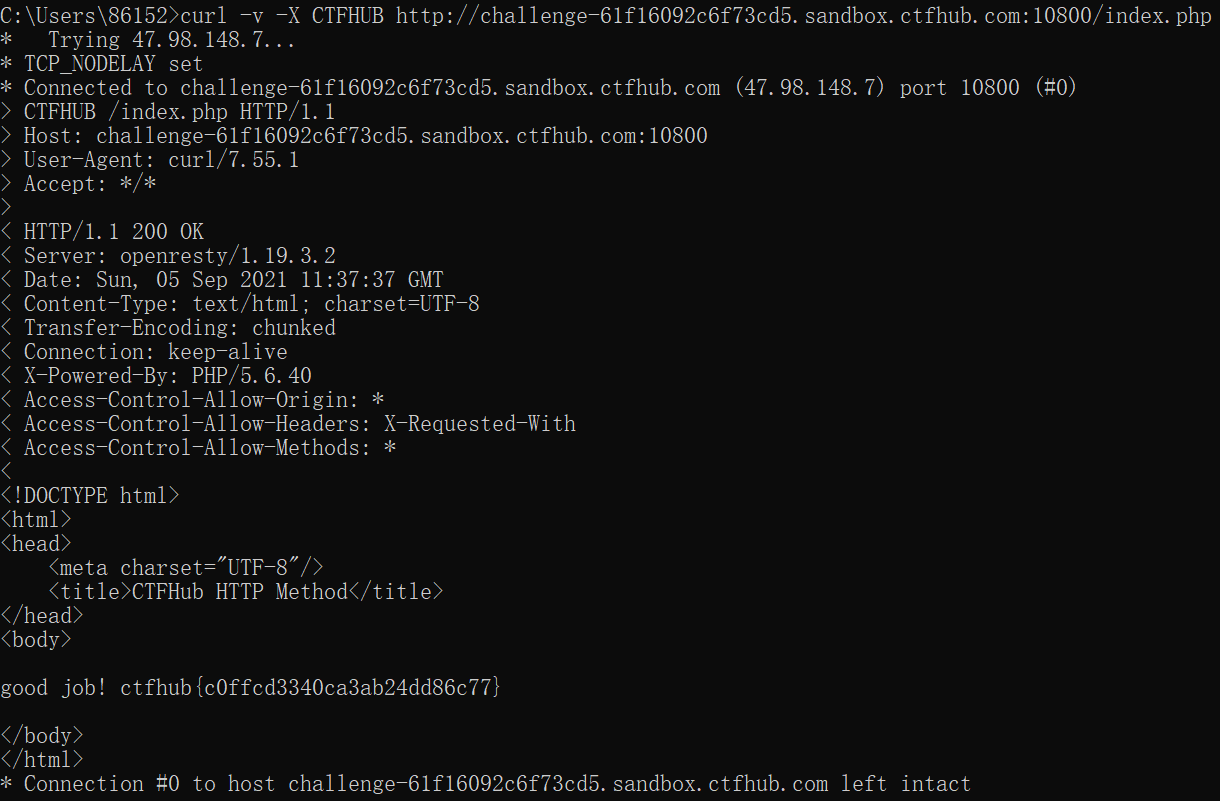 C:\Users\86152>curl -v -X CTFHUB http://challenge-61f16092c6f73cd5.sandbox.ctfhub.com:10800/index.php
*   Trying 47.98.148.7...
* TCP_NODELAY set
* Connected to challenge-61f16092c6f73cd5.sandbox.ctfhub.com (47.98.148.7) port 10800 (#0)
> CTFHUB /index.php HTTP/1.1
> Host: challenge-61f16092c6f73cd5.sandbox.ctfhub.com:10800
> User-Agent: curl/7.55.1
> Accept: */*
>
< HTTP/1.1 200 OK
< Server: openresty/1.19.3.2
< Date: Sun, 05 Sep 2021 11:37:37 GMT
< Content-Type: text/html; charset=UTF-8
< Transfer-Encoding: chunked
< Connection: keep-alive
< X-Powered-By: PHP/5.6.40
< Access-Control-Allow-Origin: *
< Access-Control-Allow-Headers: X-Requested-With
< Access-Control-Allow-Methods: *
<
<!DOCTYPE html>
<html>
<head>
    <meta charset="UTF-8"/>
    <title>CTFHub HTTP Method</title>
</head>
<body>
good job! ctfhub{c0ffcd3340ca3ab24dd86c77}
</body>
</html>
* Connection #0 to host challenge-61f16092c6f73cd5.sandbox.ctfhub.com left intact